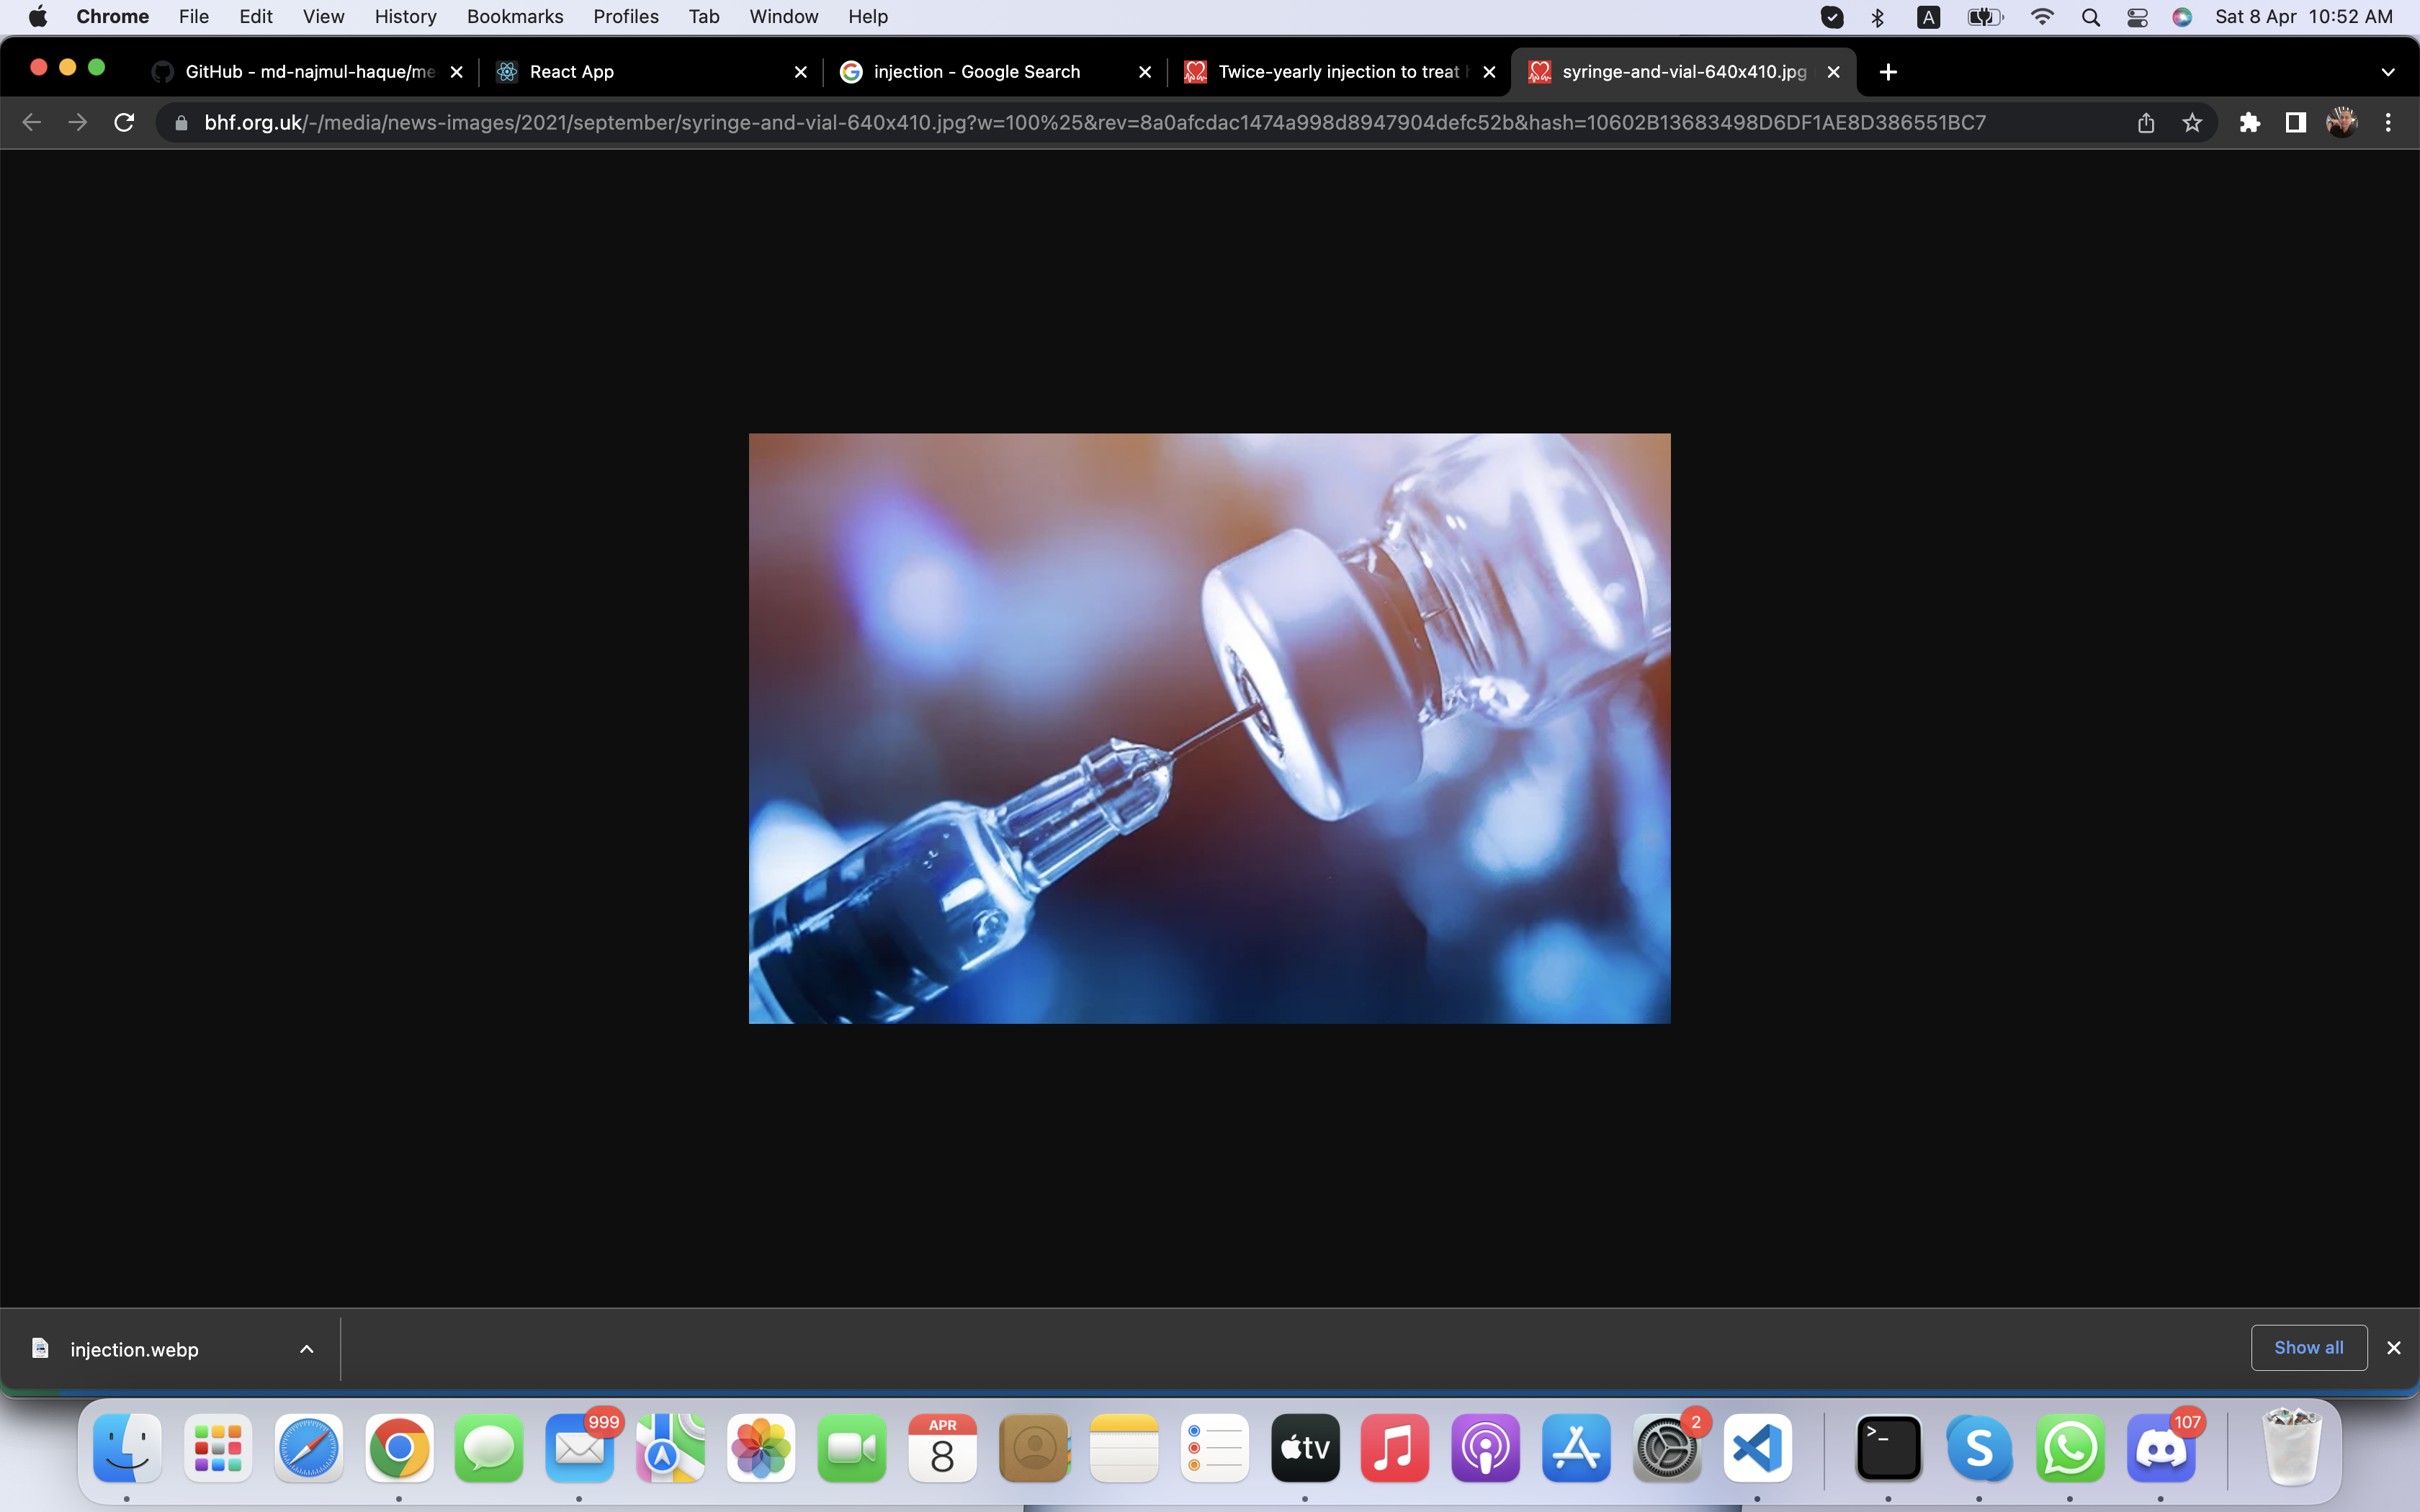 Chrome File Edit View History Bookmarks Profiles Tab Window Help A Sat 8 Apr 10:52 AM
GitHub - md-najmul-haque/me React App injection - Google Search Twice-yearly injection to treat syringe-and-vial-640x410.jpg
bhf.org.uk/-/media/news-images/2021/september/syringe-and-vial-640x410.jpg?w=100%25&rev=8a0afcdac1474a998d8947904defc52b&hash=10602B13683498D6DF1AE8D386551BC7
injection.webp Show all
999 APR 8 tv 2 >_ S 107